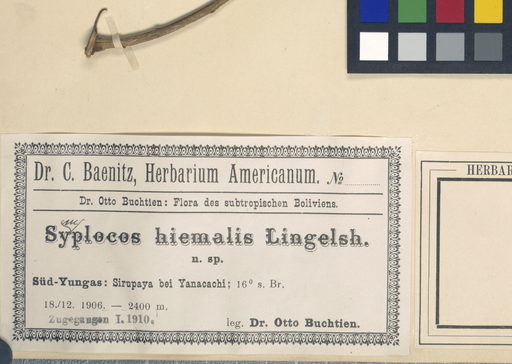 Dr. C. Baenitz, Herbarium Americanum. No
Dr. Otto Buchtien: Flora des subtropischen Boliviens.
my
Syplocos hiemalis Lingelsh.
n. sp.
Süd-Yungas: Sirupaya bei Yanacachi; 16° s. Br.
18./12. 1906, — 2400 m.
Zugegangen I. 1910.
leg. Dr. Otto Buchtien.
HERBAR